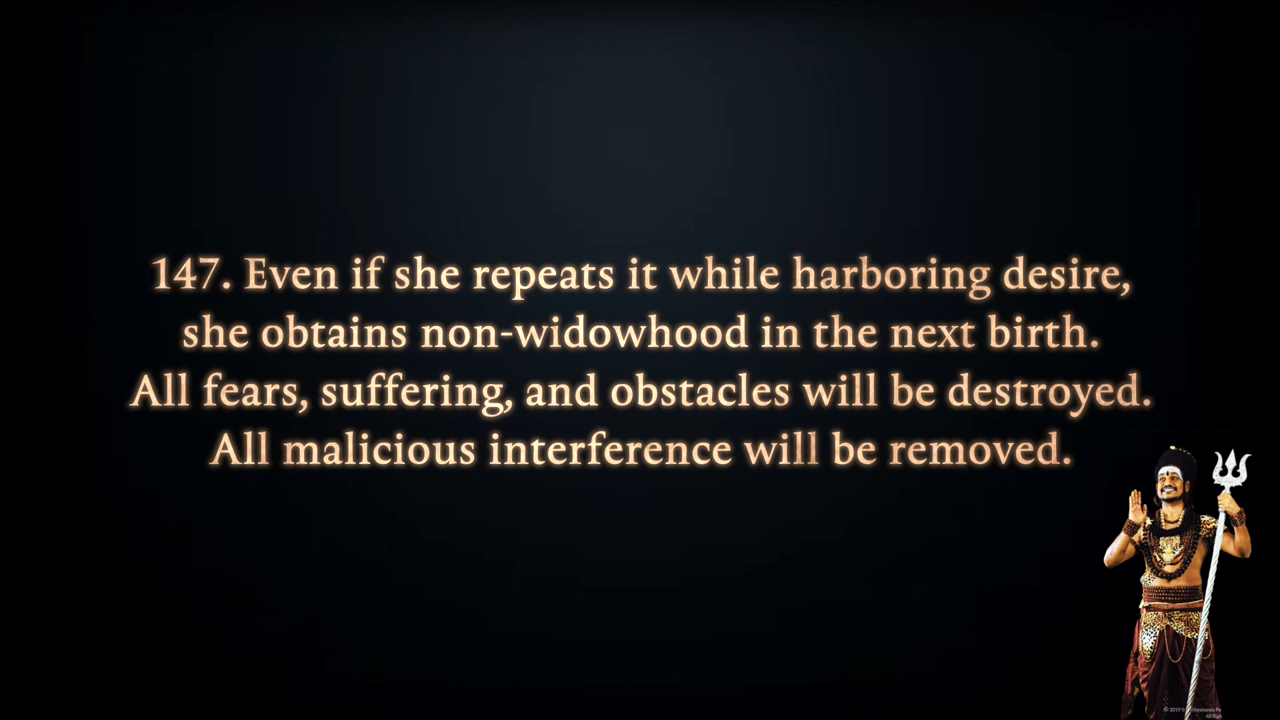 147. Even if she repeats it while harboring desire,
she obtains non-widowhood in the next birth.
All fears, suffering, and obstacles will be destroyed.
All malicious interference will be removed.
© 2019